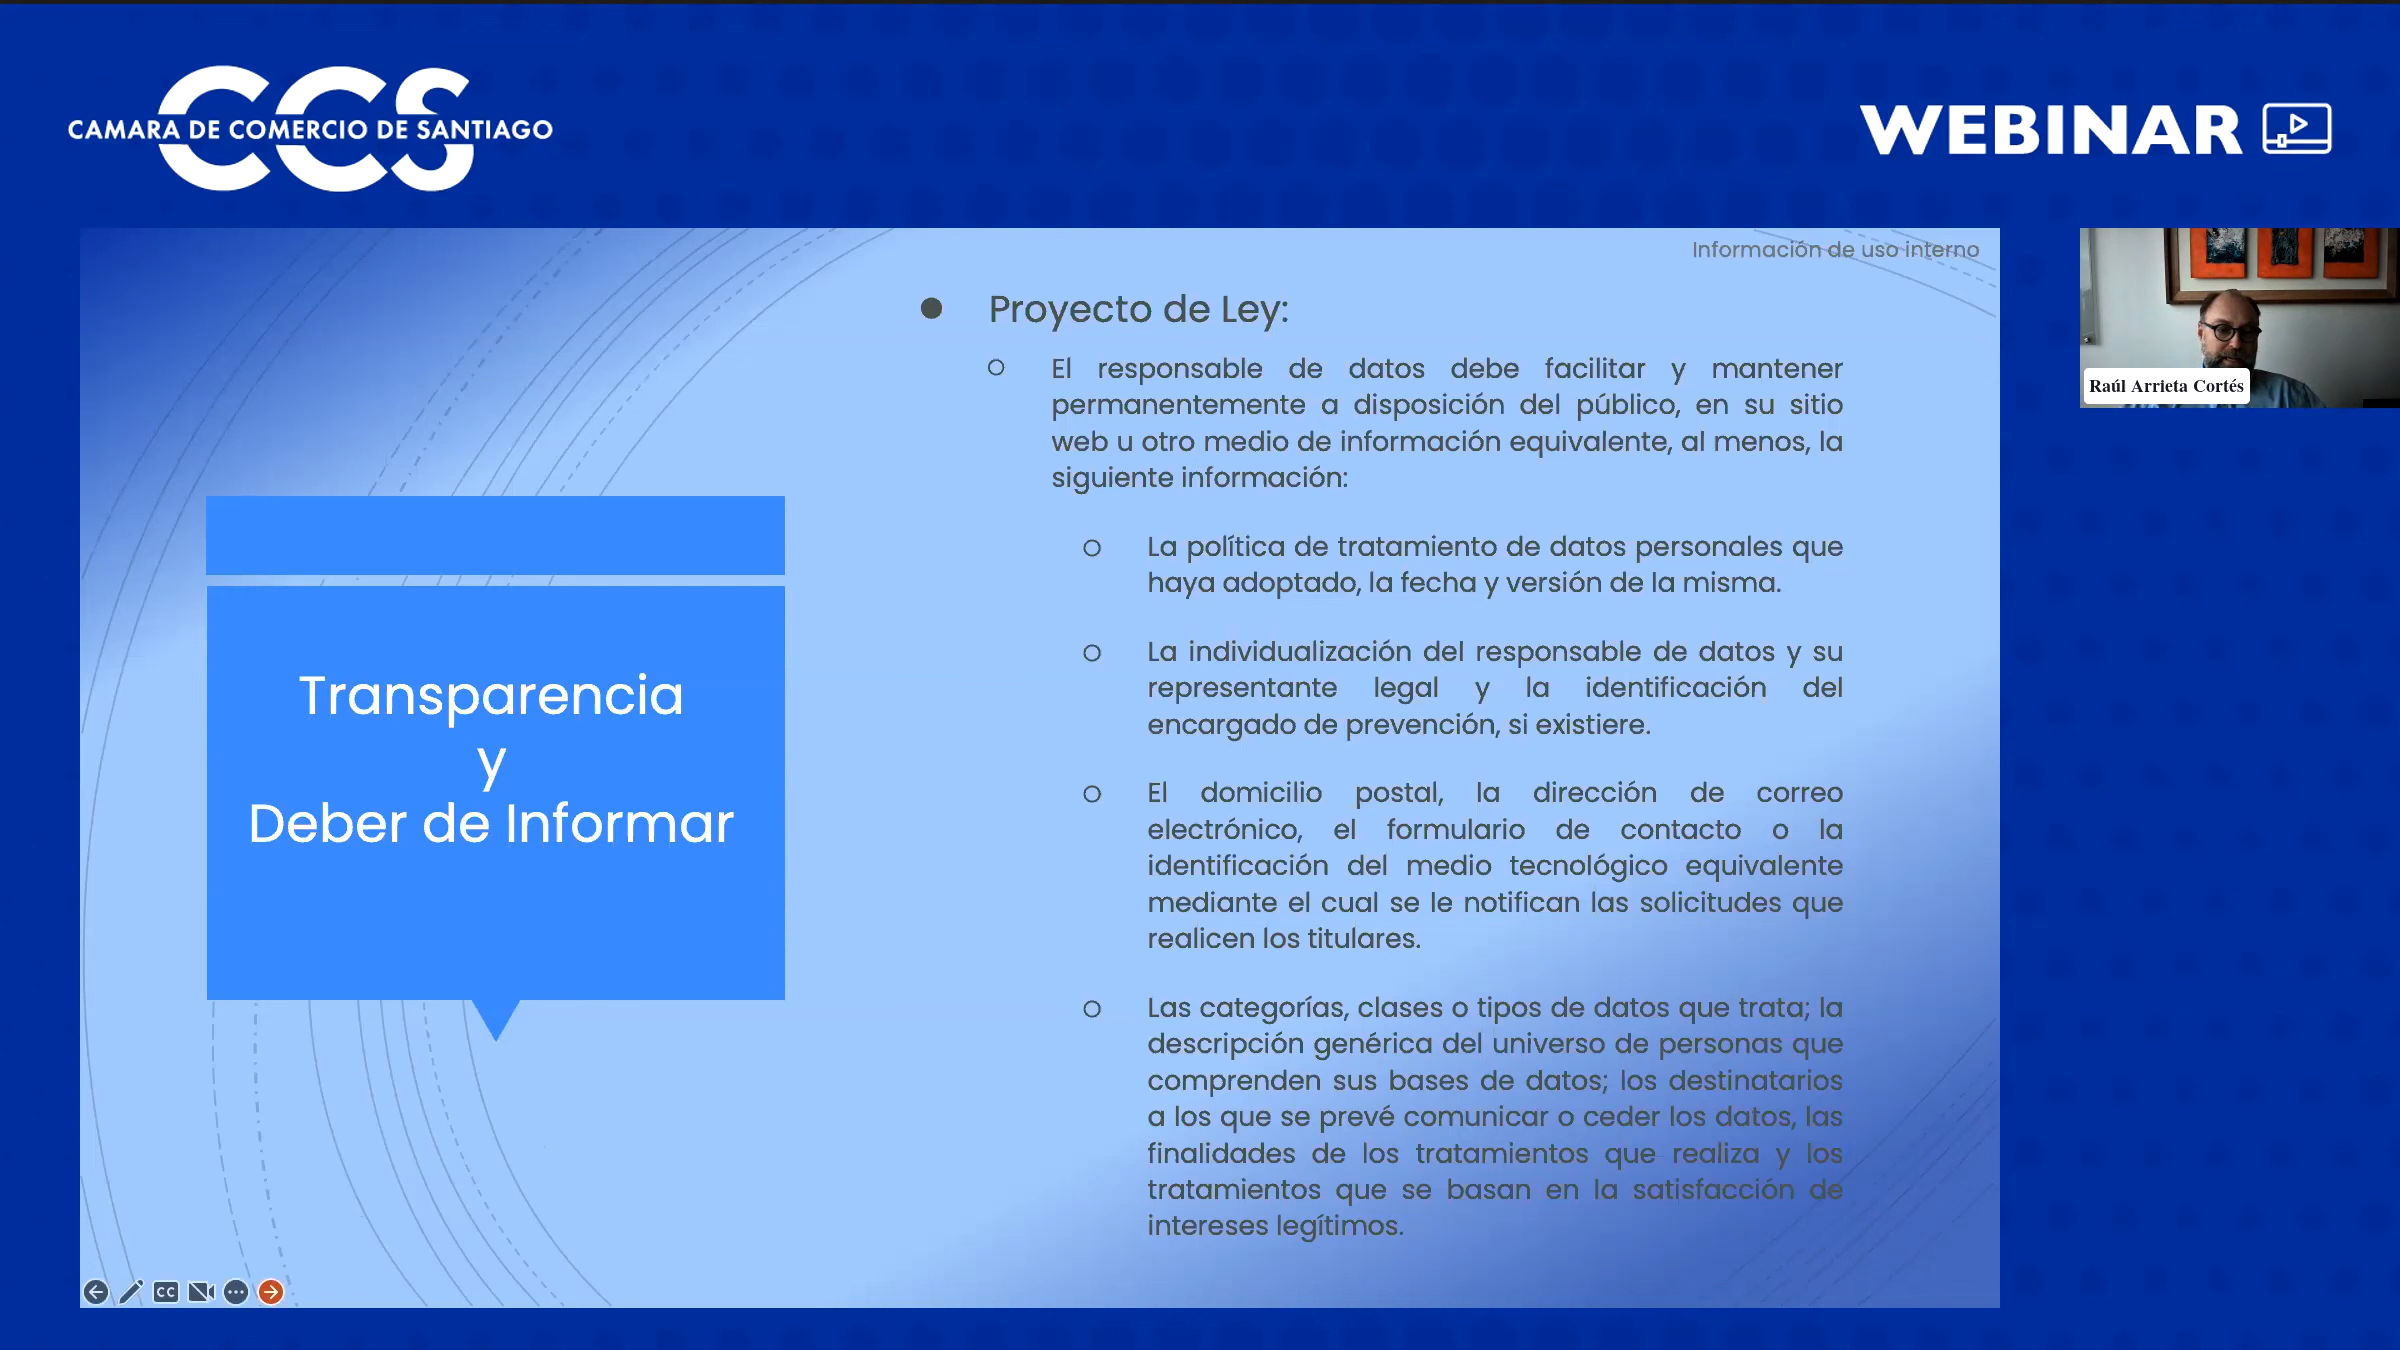 CCS
CAMARA DE COMERCIO DE SANTIAGO
WEBINAR
Información de uso interno
Proyecto de Ley:
El responsable de datos debe facilitar y mantener
permanentemente a disposición del público, en su sitio
web u otro medio de información equivalente, al menos, la
siguiente información:
La política de tratamiento de datos personales que
haya adoptado, la fecha y versión de la misma.
La individualización del responsable de datos y su
representante legal y la identificación del
encargado de prevención, si existiere.
El domicilio postal, la dirección de correo
electrónico, el formulario de contacto o la
identificación del medio tecnológico equivalente
mediante el cual se le notifican las solicitudes que
realicen los titulares.
Las categorías, clases o tipos de datos que trata; la
descripción genérica del universo de personas que
comprenden sus bases de datos; los destinatarios
a los que se prevé comunicar o ceder los datos, las
finalidades de los tratamientos que realiza y los
tratamientos que se basan en la satisfacción de
intereses legítimos.
Transparencia
y
Deber de Informar
Raúl Arrieta Cortés
CC